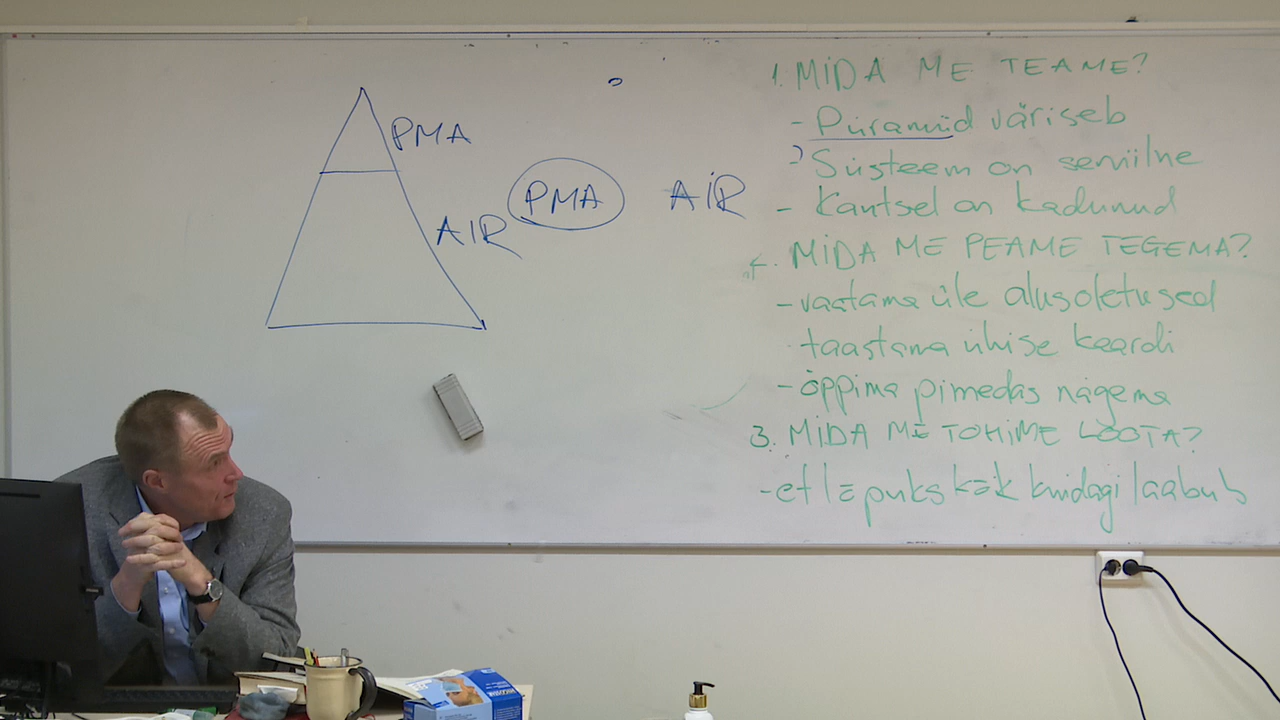 PMA
AIR
PMA
AIR
1. MIDA ME TEAME?
- Püramiid väriseb
Süsteem on serviilne
- Kantsel on kadunud
MIDA ME PEAME TEGEMA?
- vaatama üle alusoletused
taastama ühise kaardi
- õppima pimedas nägema
3. MIDA ME TOHIME LOOTA?
- et lõpuks kõik kuidagi laabub